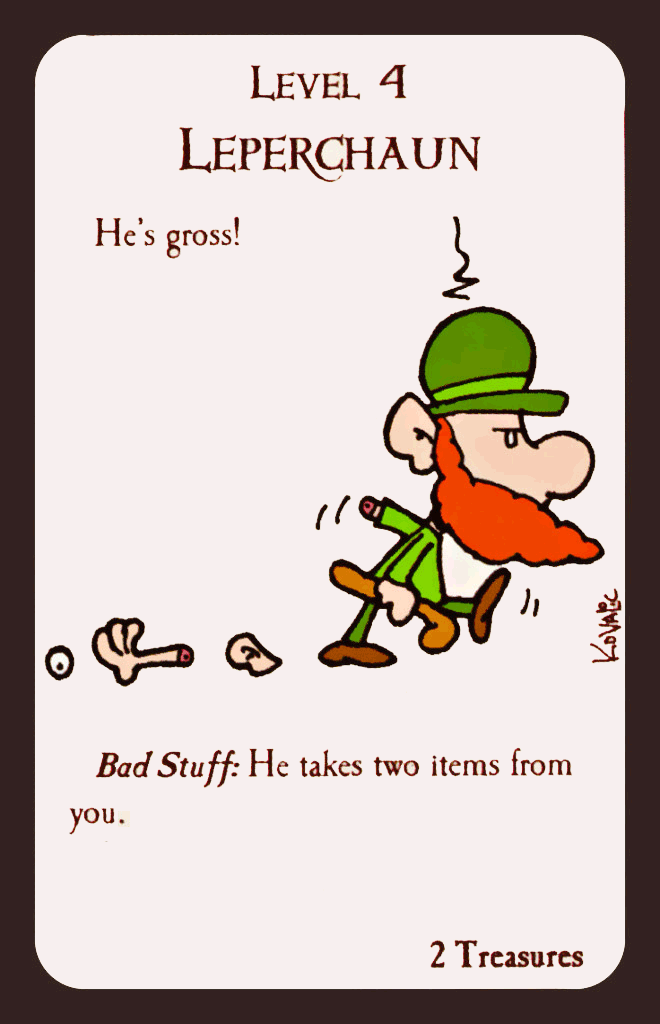 LEVEL 4
LEPERCHAUN
He's gross!
KOVALIC
Bad Stuff: He takes two items from
you.
2 Treasures